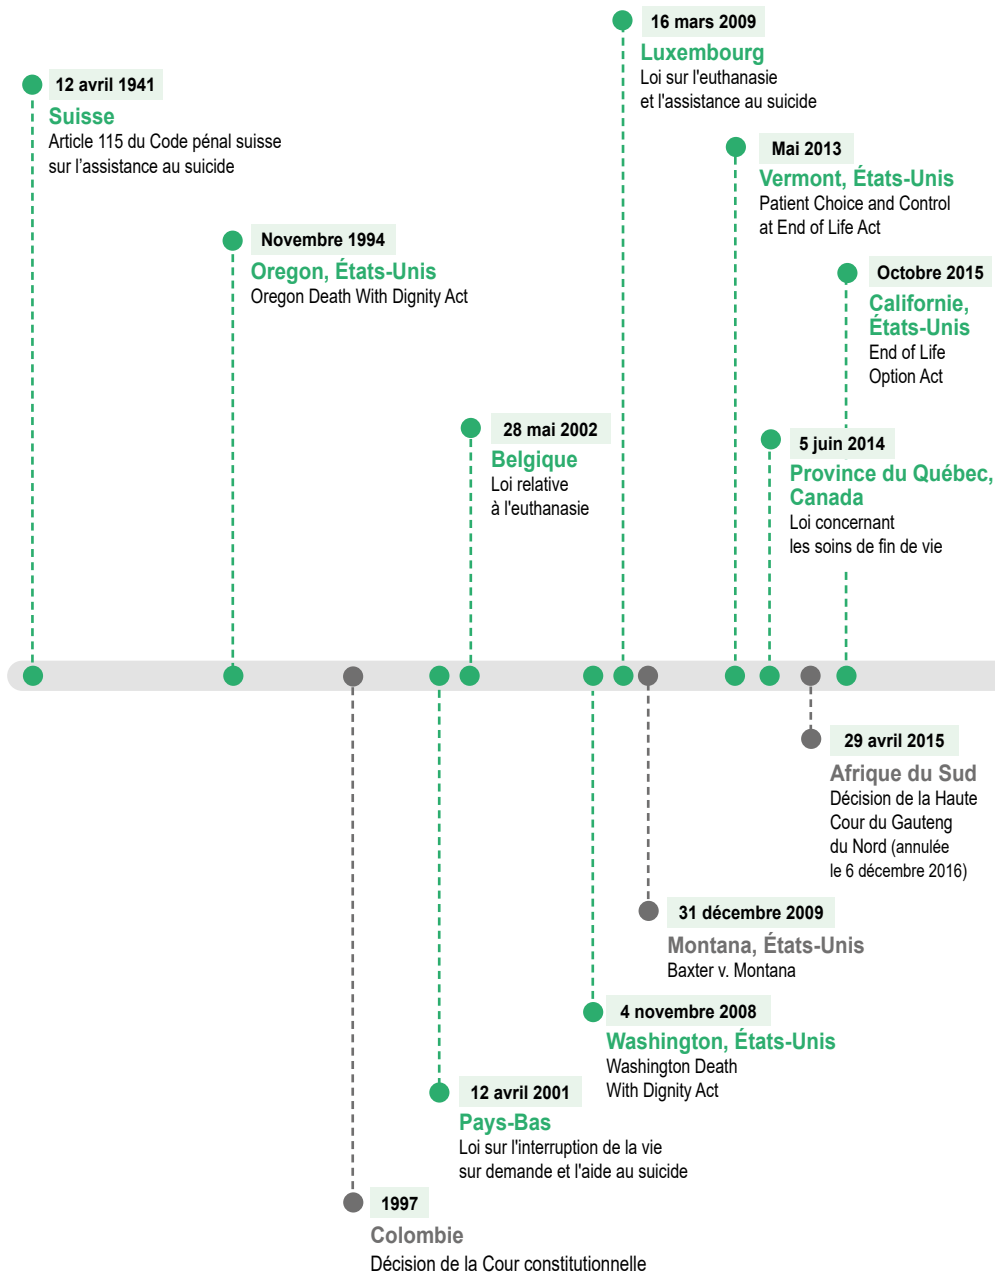 12 avril 1941
Suisse
Article 115 du Code pénal suisse
sur l’assistance au suicide
Novembre 1994
Oregon, États-Unis
Oregon Death With Dignity Act
28 mai 2002
Belgique
Loi relative
à l'euthanasie
16 mars 2009
Luxembourg
Loi sur l'euthanasie
et l'assistance au suicide
Mai 2013
Vermont, États-Unis
Patient Choice and Control
at End of Life Act
Octobre 2015
Californie,
États-Unis
End of Life
Option Act
5 juin 2014
Province du Québec,
Canada
Loi concernant
les soins de fin de vie
29 avril 2015
Afrique du Sud
Décision de la Haute
Cour du Gauteng
du Nord (annulée
le 6 décembre 2016)
31 décembre 2009
Montana, États-Unis
Baxter v. Montana
4 novembre 2008
Washington, États-Unis
Washington Death
With Dignity Act
12 avril 2001
Pays-Bas
Loi sur l'interruption de la vie
sur demande et l'aide au suicide
1997
Colombie
Décision de la Cour constitutionnelle